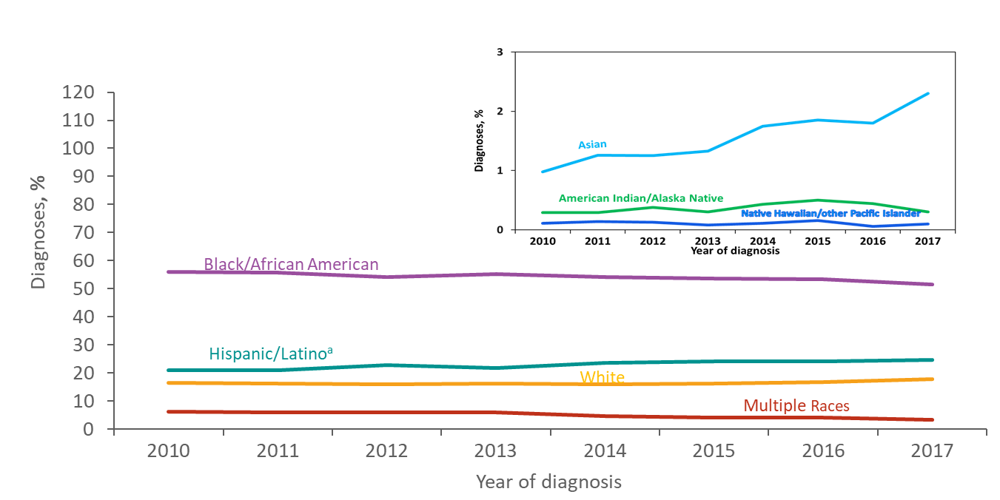 3
2
1
0
Diagnoses, %
Asian
American Indian/Alaska Native
Native Hawaiian/other Pacific Islander
2010 2011 2012 2013 2014 2015 2016 2017
Year of diagnosis
120
110
100
90
80
70
60
50
40
30
20
10
0
Diagnoses, %
Black/African American
Hispanic/Latinoᵃ
White
Multiple Races
2010 2011 2012 2013 2014 2015 2016 2017
Year of diagnosis